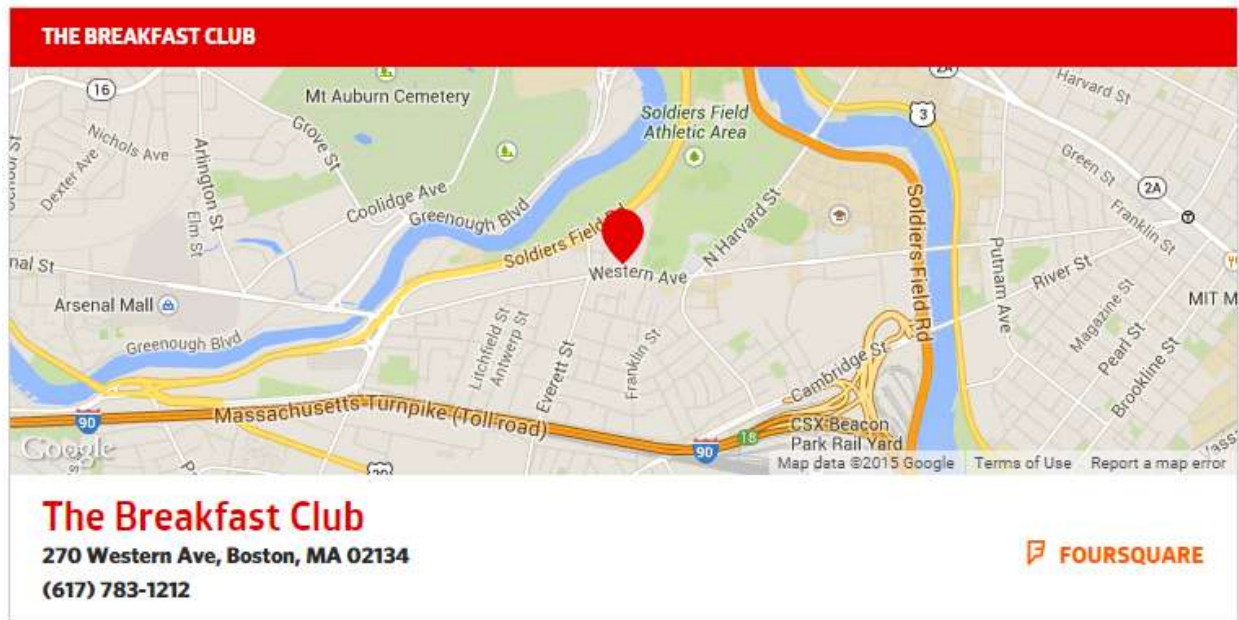 THE BREAKFAST CLUB
16
Mt Auburn Cemetery
Soldiers Field
Athletic Area
3
2A
Harvard St
Nichols Ave
Dexter Ave
Arlington St
Elm St
Grove St
Coolidge Ave
Greenough Blvd
Soldiers Field Rd
N Harvard St
Soldiers Field Rd
Green St
2A
Franklin St
Western Ave
Putnam Ave
River St
Magazine St
Pearl St
Brookline St
MIT M
nal St
Arsenal Mall
Greenough Blvd
Litchfield St
Antwerp St
Everett St
Franklin St
Cambridge St
Massachusetts Turnpike (Toll road)
90
90
18
CSX Beacon
Park Rail Yard
20
Google
Map data ©2015 Google
Terms of Use
Report a map error
The Breakfast Club
270 Western Ave, Boston, MA 02134
(617) 783-1212
FOURSQUARE